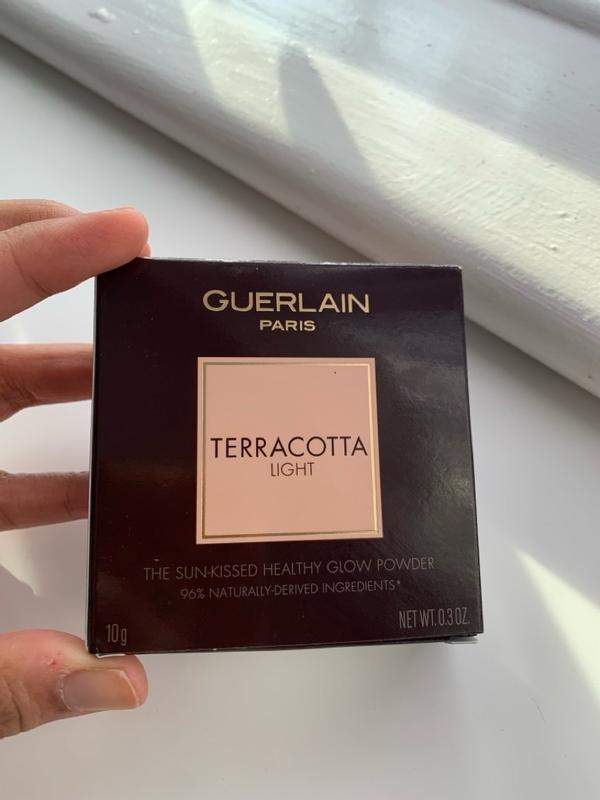 GUERLAIN
PARIS
TERRACOTTA
LIGHT
THE SUN-KISSED HEALTHY GLOW POWDER
96% NATURALLY-DERIVED INGREDIENTS*
10g
NET WT. 0.3 OZ.